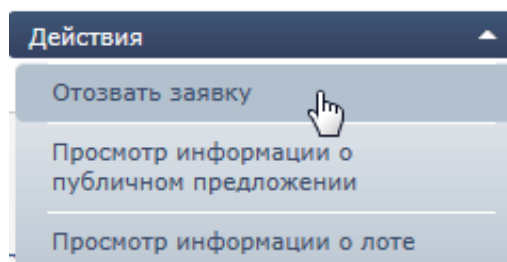 Действия
Отозвать заявку
Просмотр информации о
публичном предложении
Просмотр информации о лоте